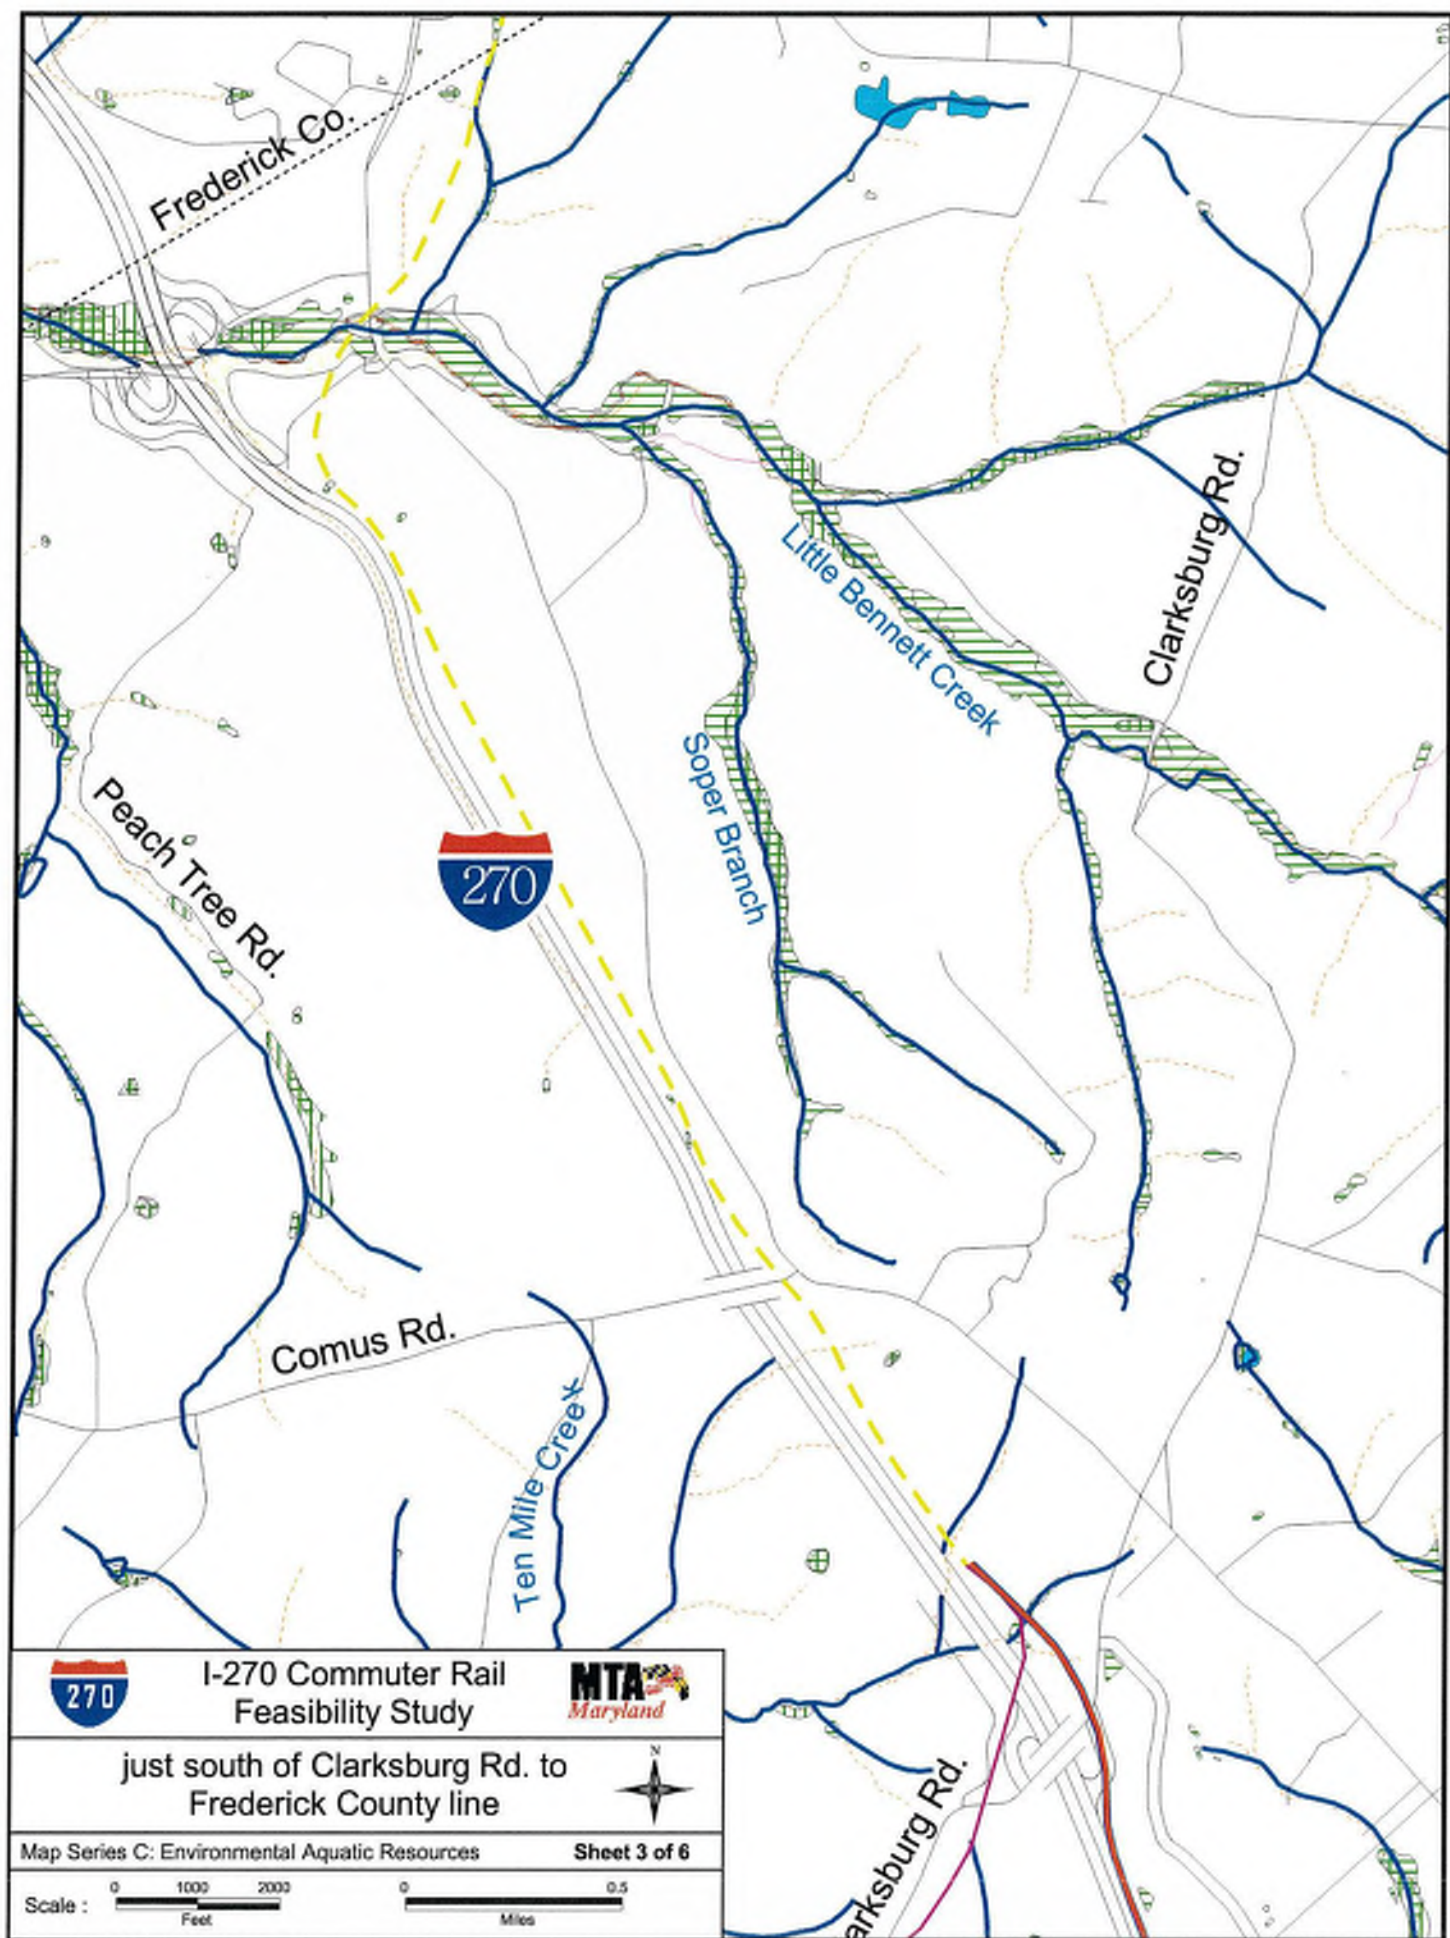 Frederick Co.
Clarksburg Rd.
Little Bennett Creek
Soper Branch
Peach Tree Rd.
270
Comus Rd.
Ten Mile Creek
270
I-270 Commuter Rail
Feasibility Study
MTA
Maryland
just south of Clarksburg Rd. to
Frederick County line
N
Map Series C: Environmental Aquatic Resources
Sheet 3 of 6
Scale :
0 1000 2000
Feet
0 0.5
Miles
arksburg Rd.